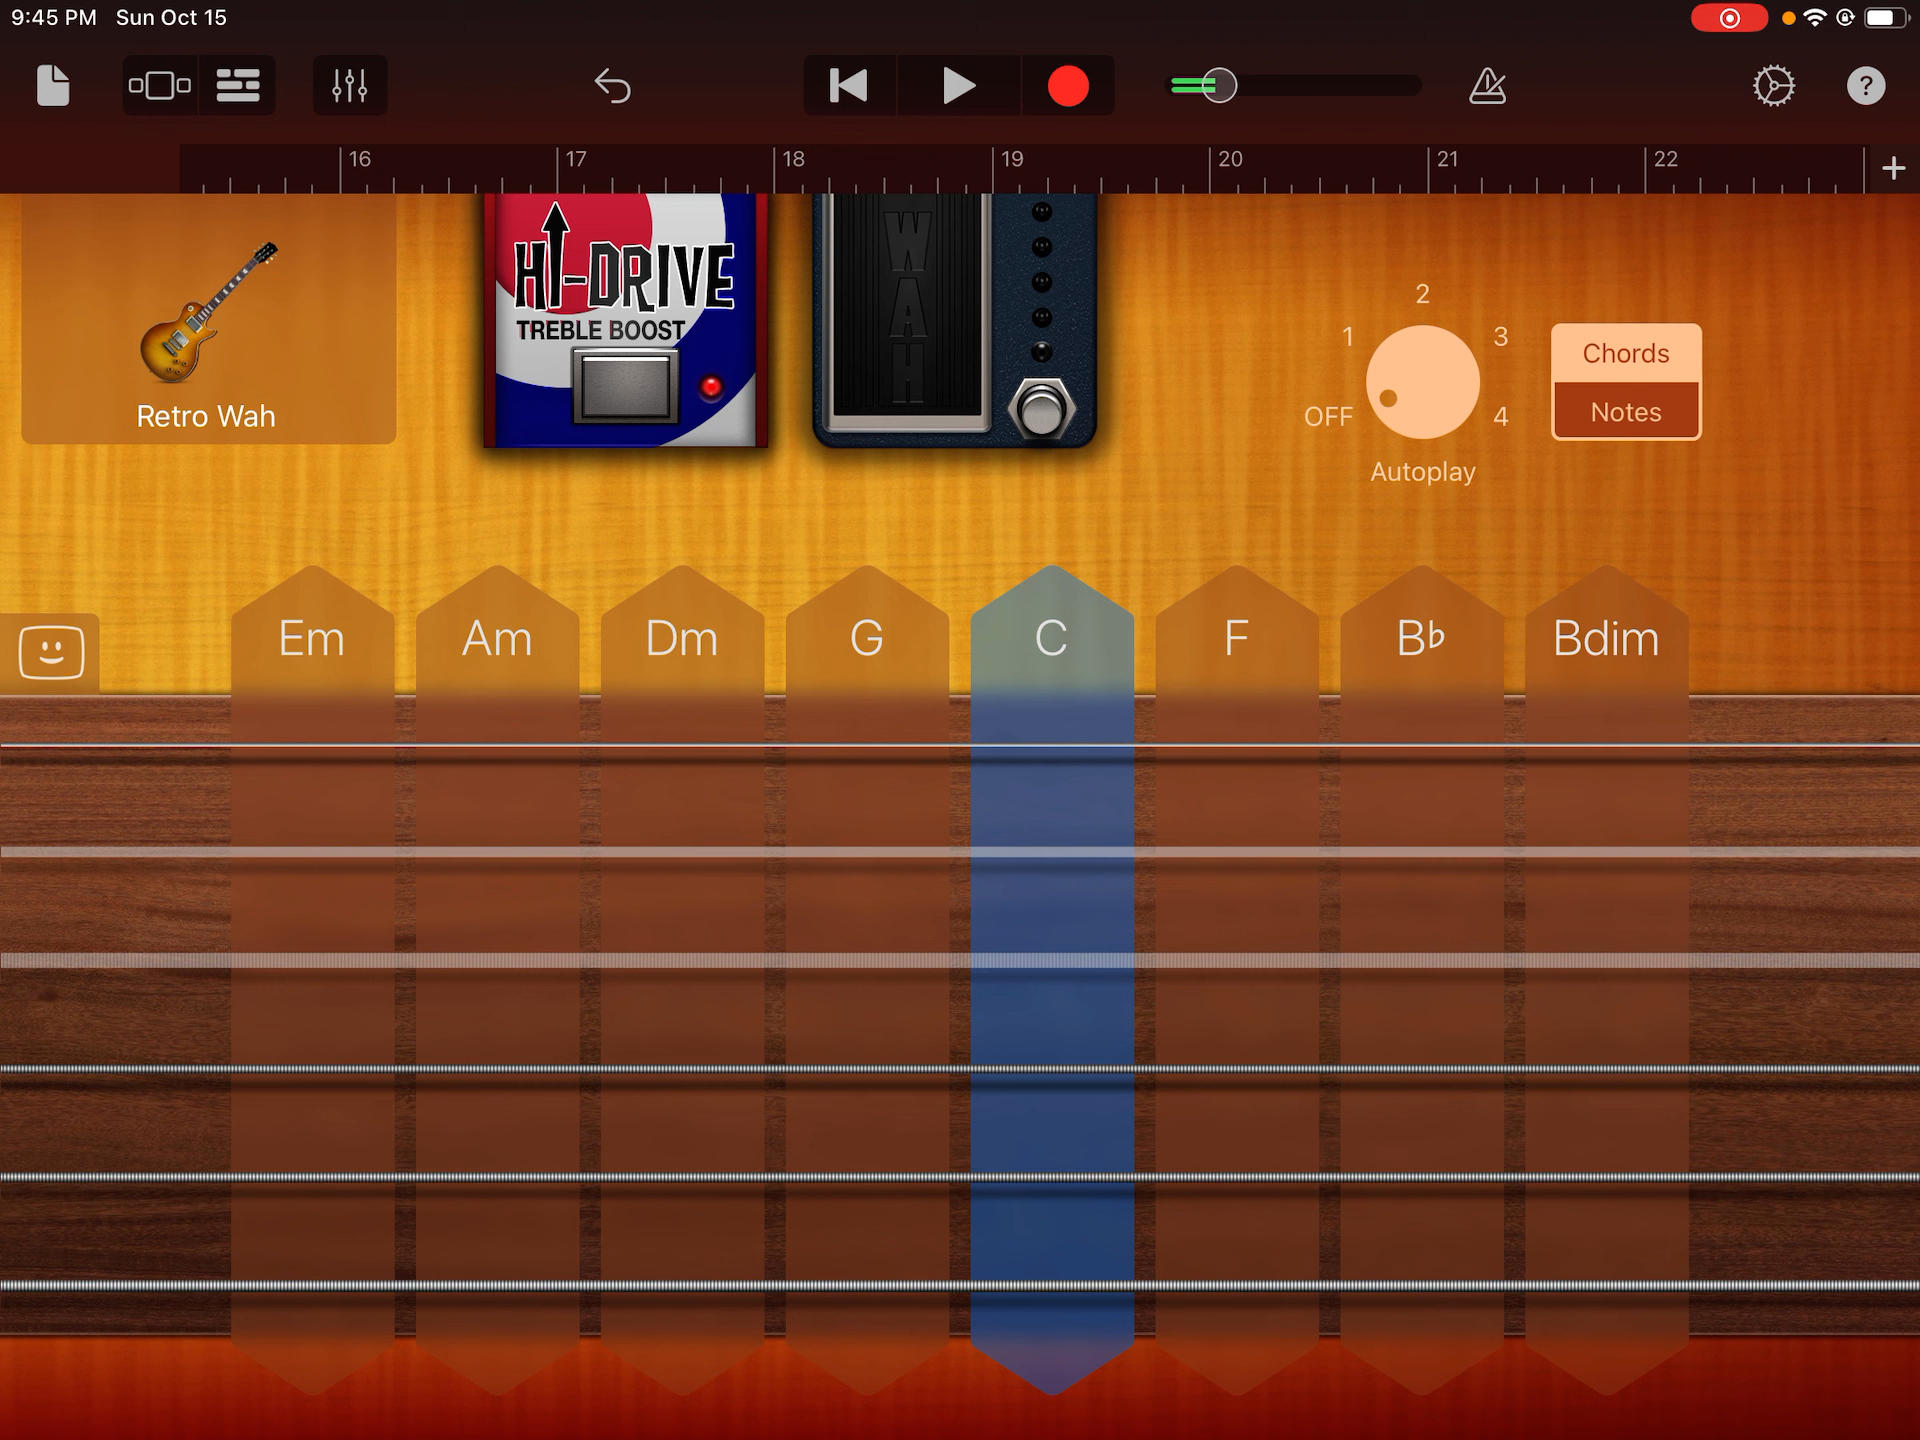 9:45 PM Sun Oct 15
?
16 17 18 19 20 21 22 +
HI-DRIVE
TREBLE BOOST
WAH
Retro Wah
2
1 3
OFF 4
Autoplay
Chords
Notes
Em Am Dm G C F B♭ Bdim